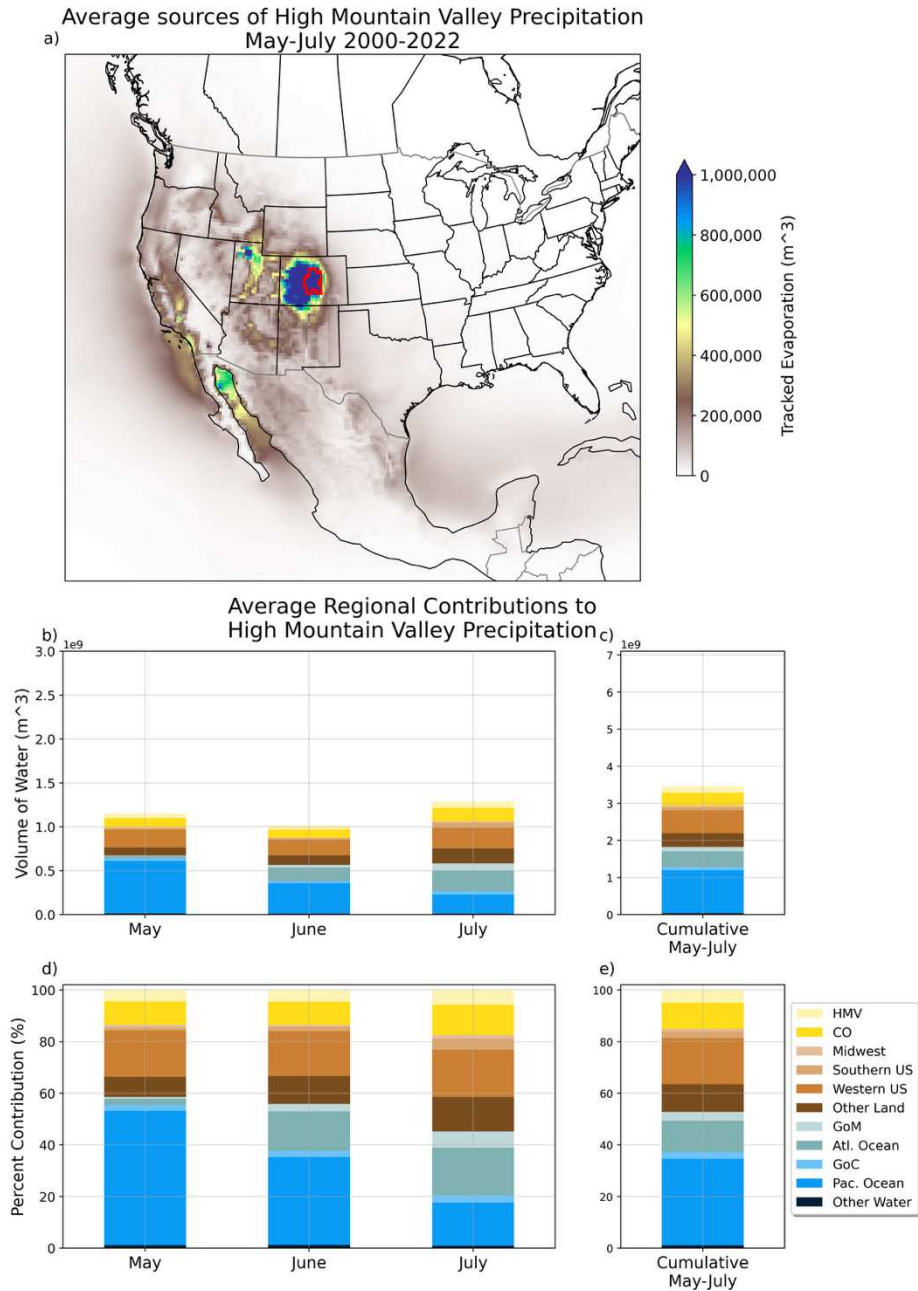 Average sources of High Mountain Valley Precipitation
May-July 2000-2022
a)
1,000,000
800,000
600,000
400,000
200,000
0
Tracked Evaporation (m^3)
Average Regional Contributions to
High Mountain Valley Precipitation
b)
1e9
3.0
2.5
2.0
1.5
1.0
0.5
0.0
Volume of Water (m^3)
May
June
July
c)
1e9
7
6
5
4
3
2
1
0
Cumulative
May-July
d)
100
80
60
40
20
0
Percent Contribution (%)
May
June
July
e)
100
80
60
40
20
0
Cumulative
May-July
HMV
CO
Midwest
Southern US
Western US
Other Land
GoM
Atl. Ocean
GoC
Pac. Ocean
Other Water